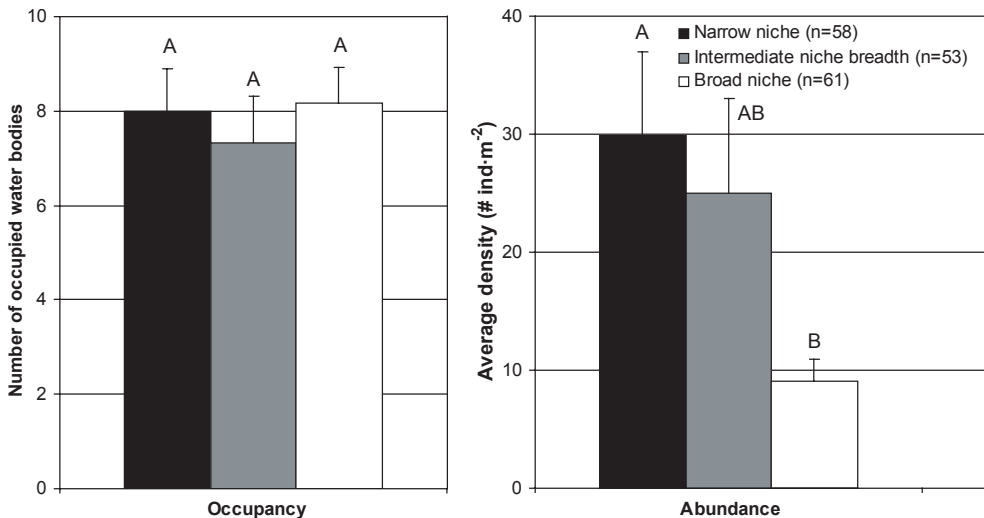 10
8
6
4
2
0
Number of occupied water bodies
A
A
A
Occupancy
40
30
20
10
0
Average density (# ind·m⁻²)
A
AB
B
Narrow niche (n=58)
Intermediate niche breadth (n=53)
Broad niche (n=61)
Abundance